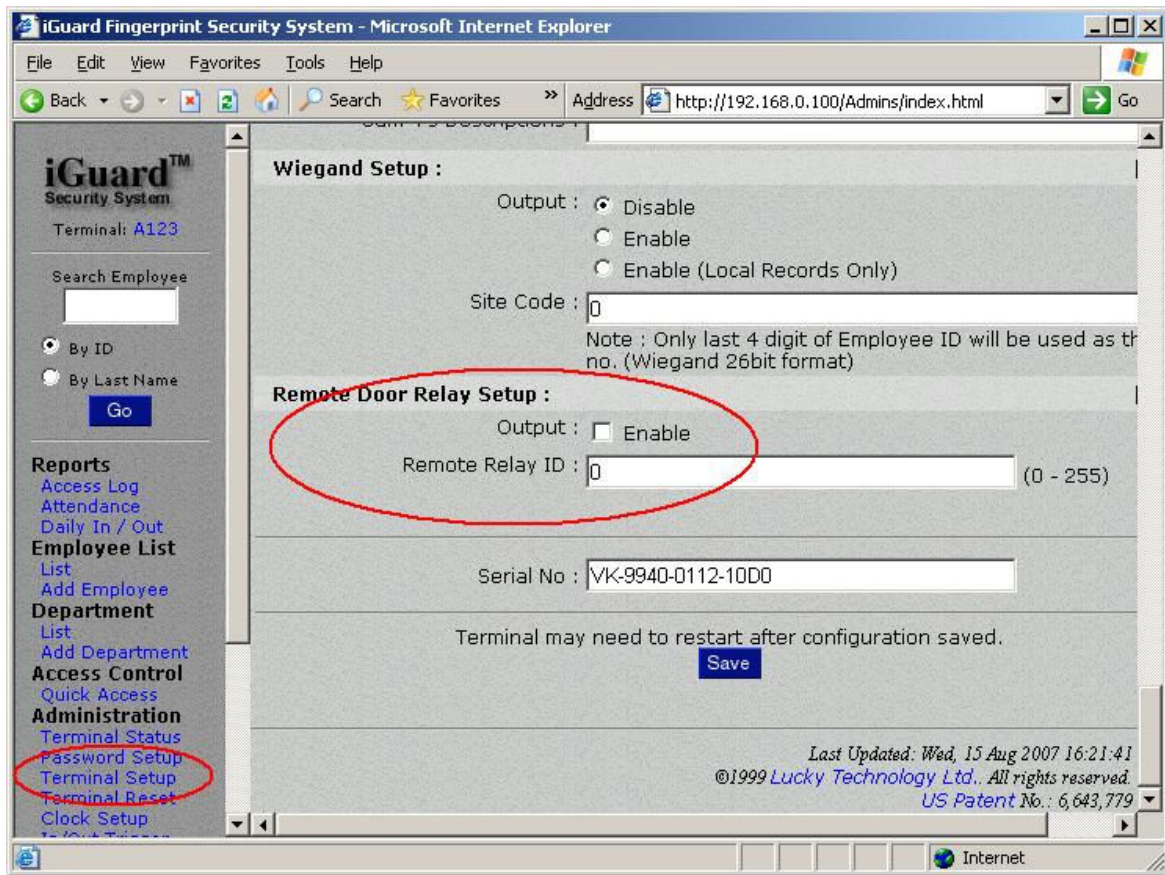 iGuard Fingerprint Security System - Microsoft Internet Explorer
File Edit View Favorites Tools Help
Back Search Favorites » Address http://192.168.0.100/Admins/index.html Go
iGuard™
Security System
Terminal: A123
Search Employee
By ID
By Last Name
Go
Reports
Access Log
Attendance
Daily In / Out
Employee List
List
Add Employee
Department
List
Add Department
Access Control
Quick Access
Administration
Terminal Status
Password Setup
Terminal Setup
Terminal Reset
Clock Setup
Wiegand Setup :
Output : Disable
Enable
Enable (Local Records Only)
Site Code : 0
Note : Only last 4 digit of Employee ID will be used as
no. (Wiegand 26bit format)
Remote Door Relay Setup :
Output : Enable
Remote Relay ID : 0 (0 - 255)
Serial No : VK-9940-0112-10D0
Terminal may need to restart after configuration saved.
Save
Last Updated: Wed, 15 Aug 2007 16:21:41
©1999 Lucky Technology Ltd.. All rights reserved.
US Patent No.: 6,643,779
Internet